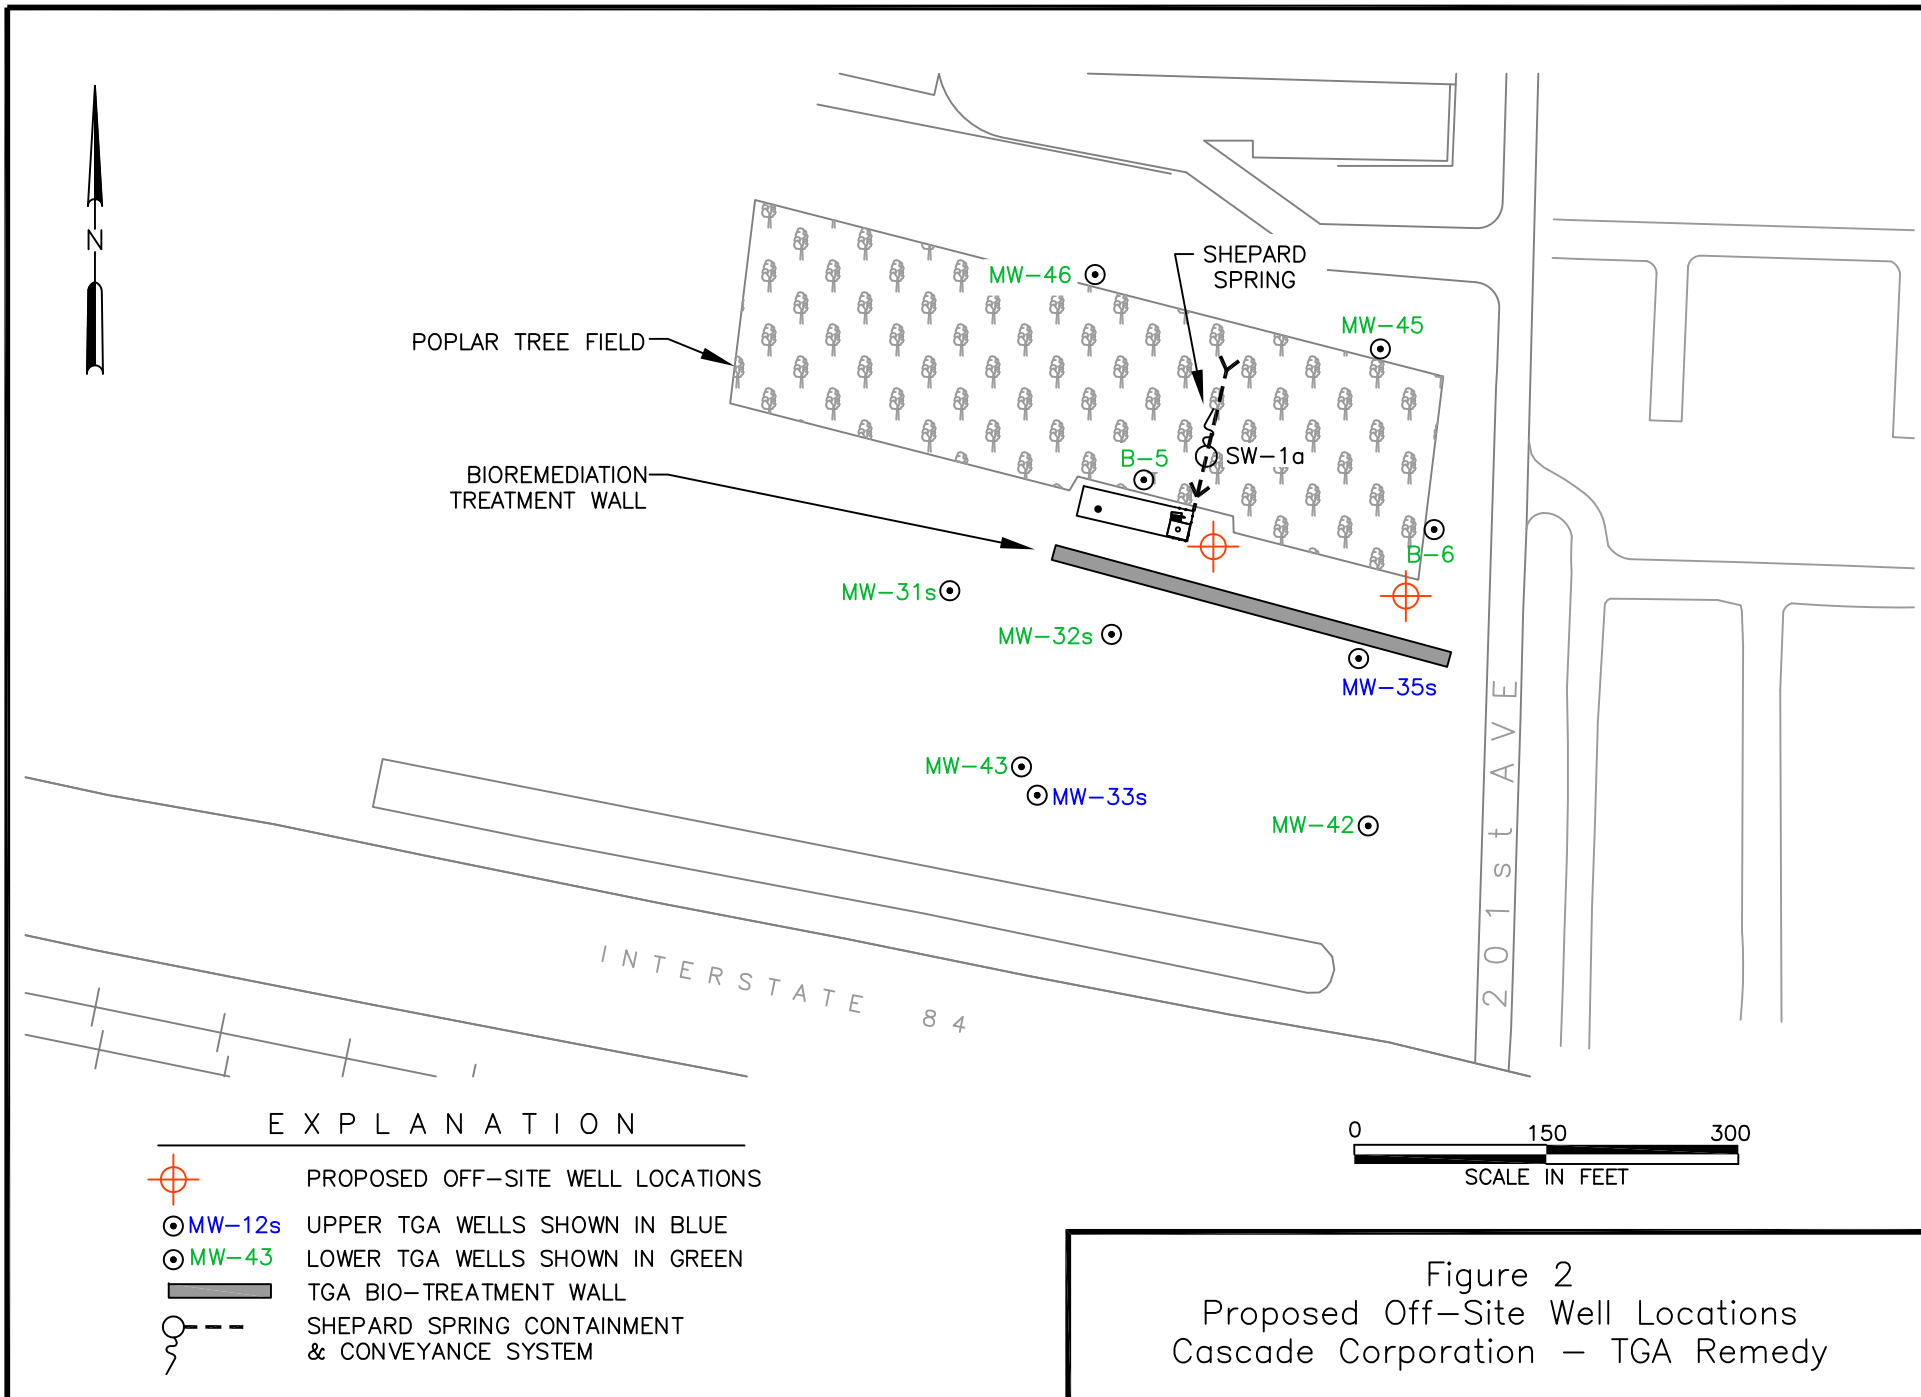 N
SHEPARD
SPRING
MW-46
MW-45
POPLAR TREE FIELD
B-5
SW-1a
BIOREMEDIATION
TREATMENT WALL
B-6
MW-31s
MW-32s
MW-35s
MW-43
MW-33s
MW-42
201st AVE
INTERSTATE 84
EXPLANATION
PROPOSED OFF-SITE WELL LOCATIONS
MW-12s UPPER TGA WELLS SHOWN IN BLUE
MW-43 LOWER TGA WELLS SHOWN IN GREEN
TGA BIO-TREATMENT WALL
SHEPARD SPRING CONTAINMENT
& CONVEYANCE SYSTEM
0 150 300
SCALE IN FEET
Figure 2
Proposed Off-Site Well Locations
Cascade Corporation - TGA Remedy